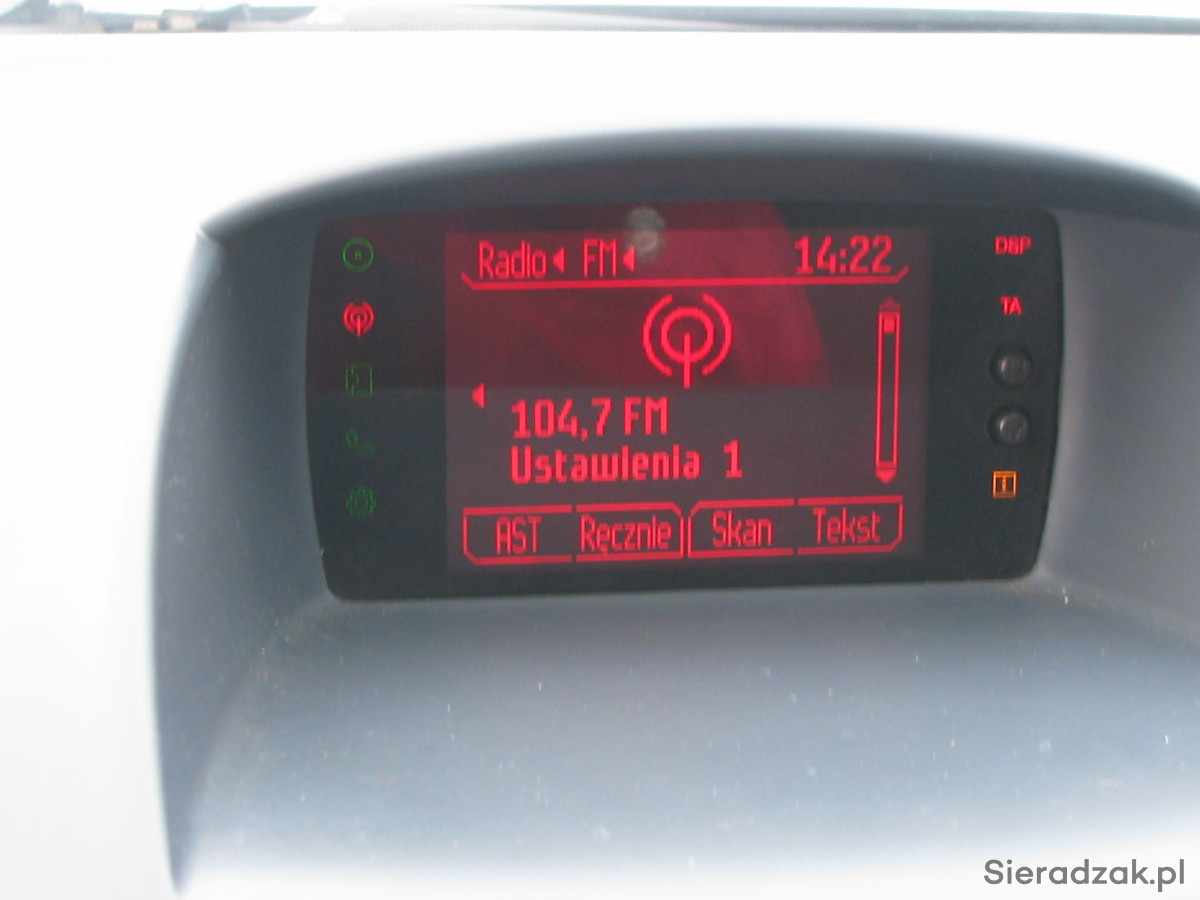 Radio FM 14:22
DSP
TA
104,7 FM
Ustawienia 1
AST Ręcznie Skan Tekst
Sieradzak.pl